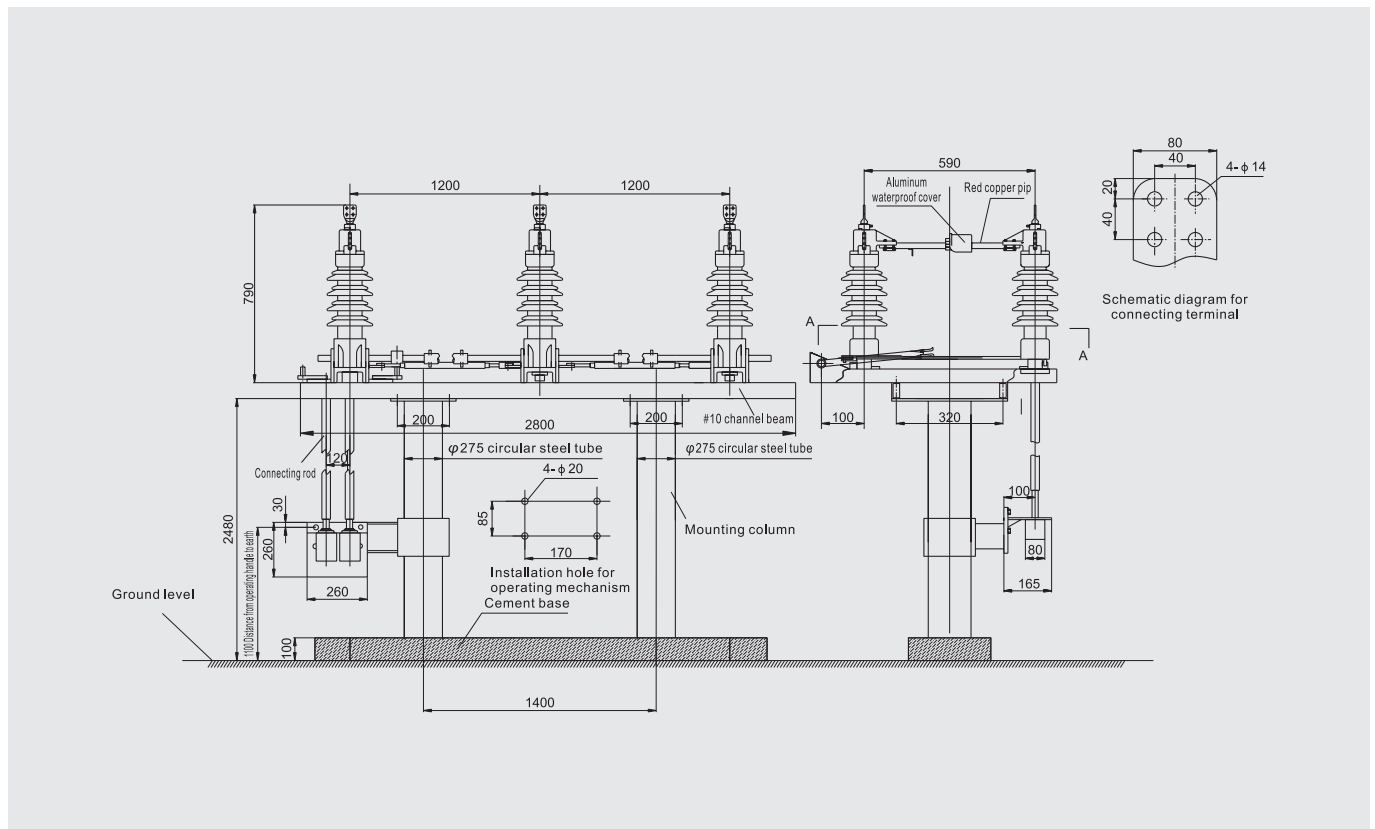 1200
1200
790
590
Aluminum
waterproof cover
Red copper pip
80
40
4-ϕ 14
20
40
Schematic diagram for
connecting terminal
A
A
200
2800
200
#10 channel beam
100
320
φ275 circular steel tube
φ275 circular steel tube
120
Connecting rod
4-ϕ 20
30
85
170
2480
260
260
1100 Distance from operating handle to earth
Mounting column
100
80
165
Installation hole for
operating mechanism
Cement base
Ground level
100
1400